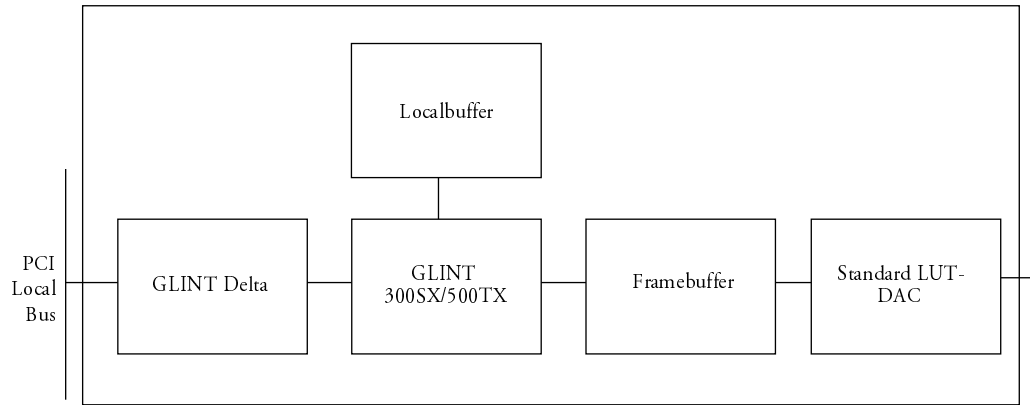 Localbuffer
PCI
Local
Bus
GLINT Delta
GLINT
300SX/500TX
Framebuffer
Standard LUT-
DAC